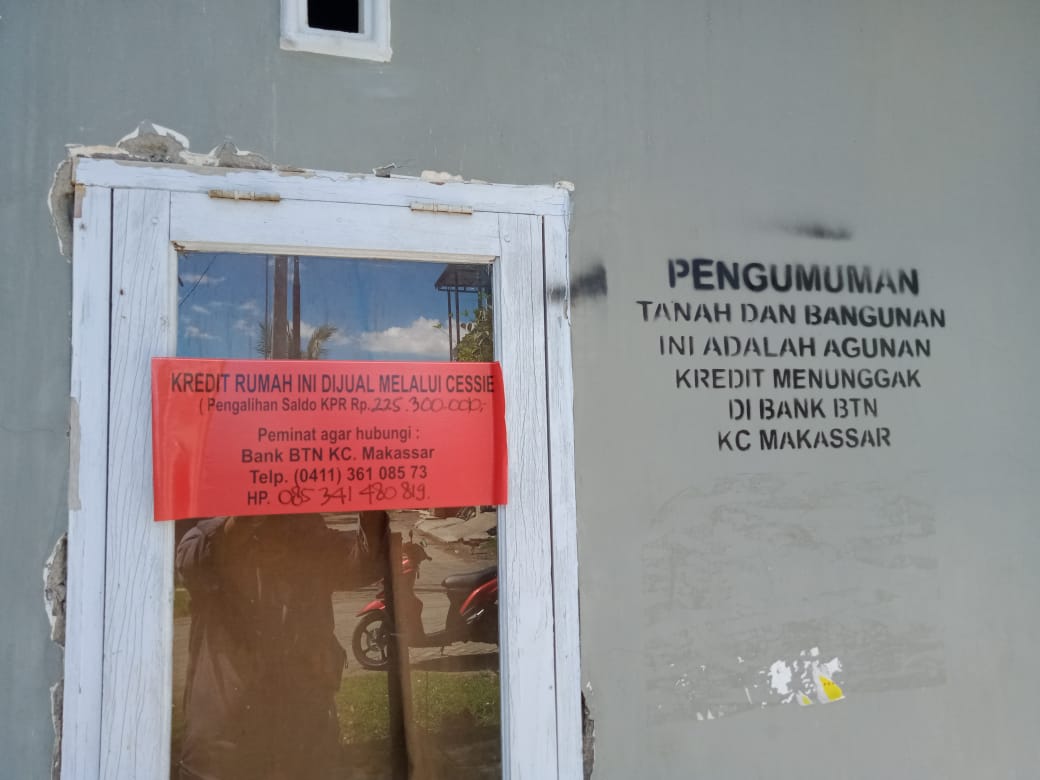 KREDIT RUMAH INI DIJUAL MELALUI CESSIE
( Pengalihan Saldo KPR Rp. 225.300.000,-
Peminat agar hubungi :
Bank BTN KC. Makassar
Telp. (0411) 361 085 73
HP. 085 341 480 819.
PENGUMUMAN
TANAH DAN BANGUNAN
INI ADALAH AGUNAN
KREDIT MENUNGGAK
DI BANK BTN
KC MAKASSAR